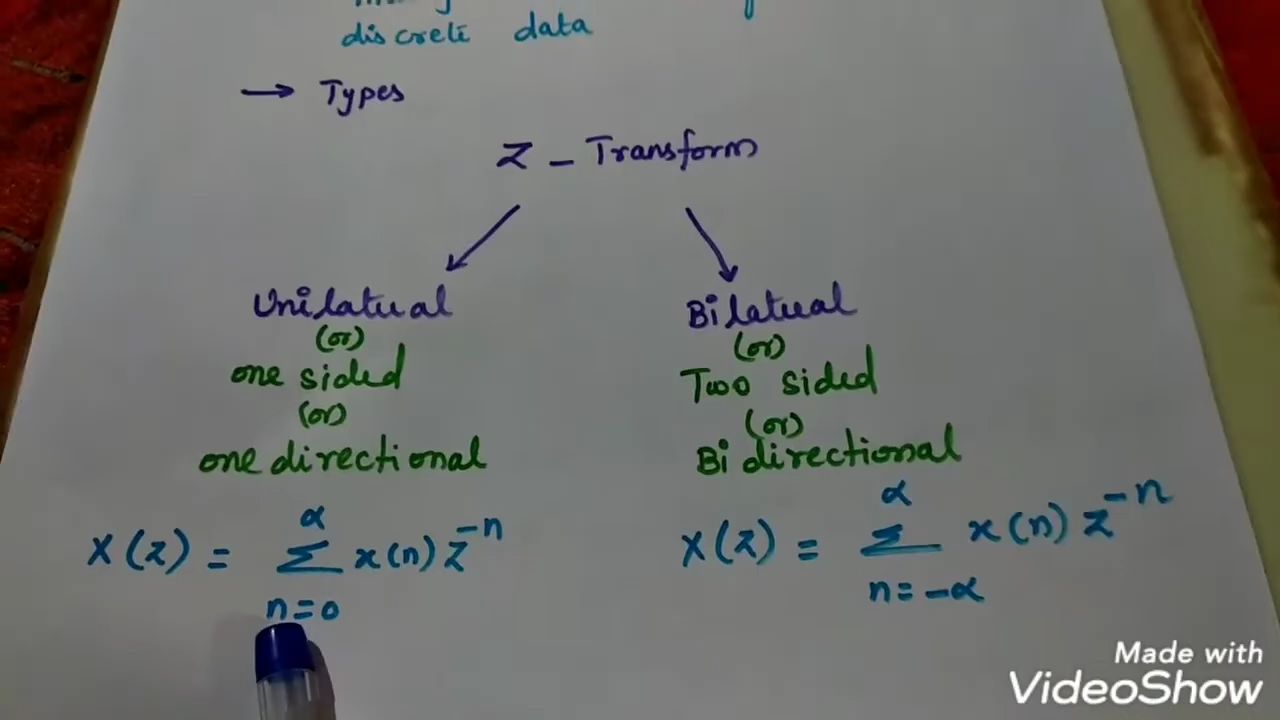 discrete data
→ Types
Z - Transform
Unilatual
(or)
one sided
(or)
one directional
X(z) = α Σ n=0 x(n) z^-n
Bilatual
(or)
Two sided
(or)
Bi directional
X(z) = α Σ n=-α x(n) z^-n
Made with
VideoShow